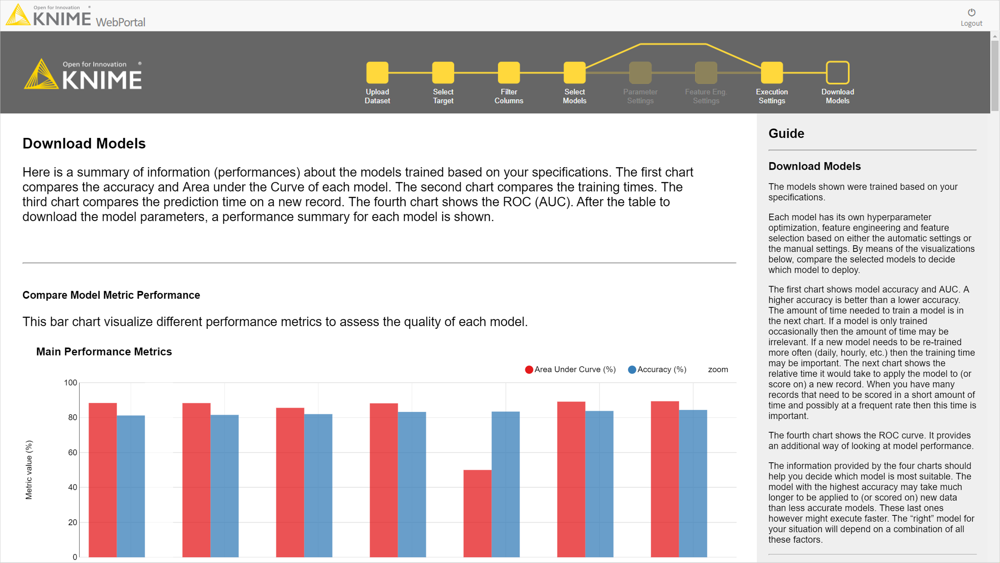 Open for Innovation ®
KNIME WebPortal
Logout
Open for Innovation ®
KNIME
Upload
Dataset
Select
Target
Filter
Columns
Select
Models
Parameter
Settings
Feature Eng.
Settings
Execution
Settings
Download
Models
Download Models
Here is a summary of information (performances) about the models trained based on your specifications. The first chart
compares the accuracy and Area under the Curve of each model. The second chart compares the training times. The
third chart compares the prediction time on a new record. The fourth chart shows the ROC (AUC). After the table to
download the model parameters, a performance summary for each model is shown.
Compare Model Metric Performance
This bar chart visualize different performance metrics to assess the quality of each model.
Main Performance Metrics
Area Under Curve (%) Accuracy (%) zoom
Metric value (%)
100
80
60
40
20
0
Guide
Download Models
The models shown were trained based on your
specifications.
Each model has its own hyperparameter
optimization, feature engineering and feature
selection based on either the automatic settings or
the manual settings. By means of the visualizations
below, compare the selected models to decide
which model to deploy.
The first chart shows model accuracy and AUC. A
higher accuracy is better than a lower accuracy.
The amount of time needed to train a model is in
the next chart. If a model is only trained
occasionally then the amount of time may be
irrelevant. If a new model needs to be re-trained
more often (daily, hourly, etc.) then the training time
may be important. The next chart shows the
relative time it would take to apply the model to (or
score on) a new record. When you have many
records that need to be scored in a short amount of
time and possibly at a frequent rate then this time is
important.
The fourth chart shows the ROC curve. It provides
an additional way of looking at model performance.
The information provided by the four charts should
help you decide which model is most suitable. The
model with the highest accuracy may take much
longer to be applied to (or scored on) new data
than less accurate models. These last ones
however might execute faster. The “right” model for
your situation will depend on a combination of all
these factors.